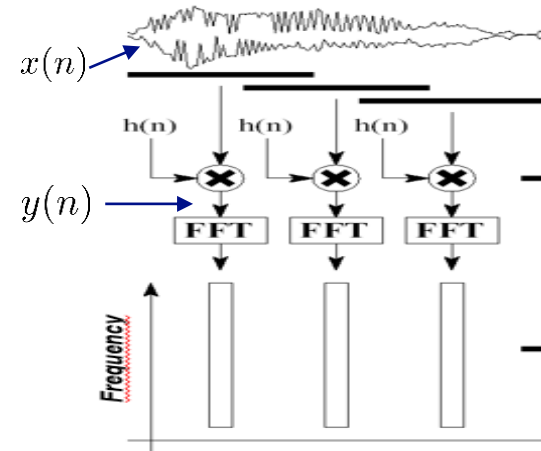 x(n)
h(n) h(n) h(n)
y(n)
FFT FFT FFT
Frequency